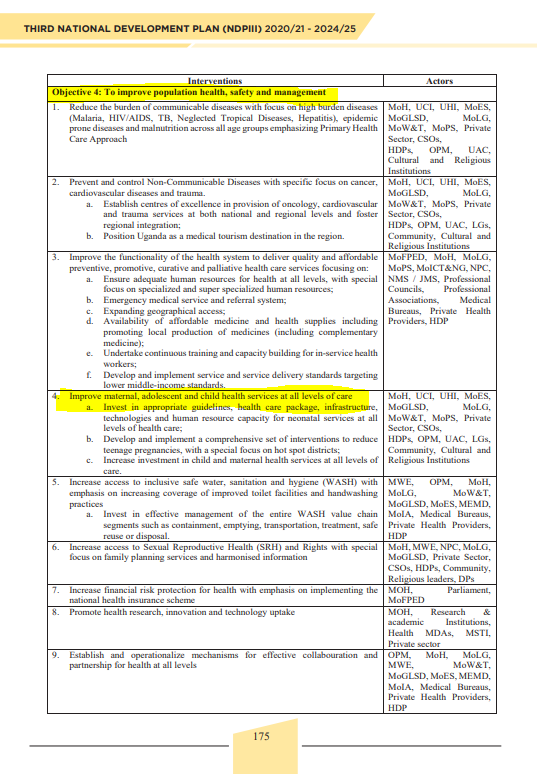 THIRD NATIONAL DEVELOPMENT PLAN (NDPIII) 2020/21 - 2024/25
Interventions
Actors
Objective 4: To improve population health, safety and management
1. Reduce the burden of communicable diseases with focus on high burden diseases
(Malaria, HIV/AIDS, TB, Neglected Tropical Diseases, Hepatitis), epidemic
prone diseases and malnutrition across all age groups emphasizing Primary Health
Care Approach
MoH, UCI, UHI, MoES,
MoGLSD, MoLG,
MoW&T, MoPS, Private
Sector, CSOs,
HDPs, OPM, UAC,
Cultural and Religious
Institutions
2. Prevent and control Non-Communicable Diseases with specific focus on cancer,
cardiovascular diseases and trauma.
a. Establish centres of excellence in provision of oncology, cardiovascular
and trauma services at both national and regional levels and foster
regional integration;
b. Position Uganda as a medical tourism destination in the region.
MoH, UCI, UHI, MoES,
MoGLSD, MoLG,
MoW&T, MoPS, Private
Sector, CSOs,
HDPs, OPM, UAC, LGs,
Community, Cultural and
Religious Institutions
3. Improve the functionality of the health system to deliver quality and affordable
preventive, promotive, curative and palliative health care services focusing on:
a. Ensure adequate human resources for health at all levels, with special
focus on specialized and super specialized human resources;
b. Emergency medical service and referral system;
c. Expanding geographical access;
d. Availability of affordable medicine and health supplies including
promoting local production of medicines (including complementary
medicine);
e. Undertake continuous training and capacity building for in-service health
workers;
f. Develop and implement service and service delivery standards targeting
lower middle-income standards.
MoFPED, MoH, MoLG,
MoPS, MoICT&NG, NPC,
NMS / JMS, Professional
Councils, Professional
Associations, Medical
Bureaus, Private Health
Providers, HDP
4. Improve maternal, adolescent and child health services at all levels of care
a. Invest in appropriate guidelines, health care package, infrastructure,
technologies and human resource capacity for neonatal services at all
levels of health care;
b. Develop and implement a comprehensive set of interventions to reduce
teenage pregnancies, with a special focus on hot spot districts;
c. Increase investment in child and maternal health services at all levels of
care.
MoH, UCI, UHI, MoES,
MoGLSD, MoLG,
MoW&T, MoPS, Private
Sector, CSOs,
HDPs, OPM, UAC, LGs,
Community, Cultural and
Religious Institutions
5. Increase access to inclusive safe water, sanitation and hygiene (WASH) with
emphasis on increasing coverage of improved toilet facilities and handwashing
practices
a. Invest in effective management of the entire WASH value chain
segments such as containment, emptying, transportation, treatment, safe
reuse or disposal.
MWE, OPM, MoH,
MoLG, MoW&T,
MoGLSD, MoES, MEMD,
MoIA, Medical Bureaus,
Private Health Providers,
HDP
6. Increase access to Sexual Reproductive Health (SRH) and Rights with special
focus on family planning services and harmonised information
MoH, MWE, NPC, MoLG,
MoGLSD, Private Sector,
CSOs, HDPs, Community,
Religious leaders, DPs
7. Increase financial risk protection for health with emphasis on implementing the
national health insurance scheme
MOH, Parliament,
MoFPED
8. Promote health research, innovation and technology uptake
MOH, Research &
academic Institutions,
Health MDAs, MSTI,
Private sector
9. Establish and operationalize mechanisms for effective collaboration and
partnership for health at all levels
OPM, MoH, MoLG,
MWE, MoW&T,
MoGLSD, MoES, MEMD,
MoIA, Medical Bureaus,
Private Health Providers,
HDP
175